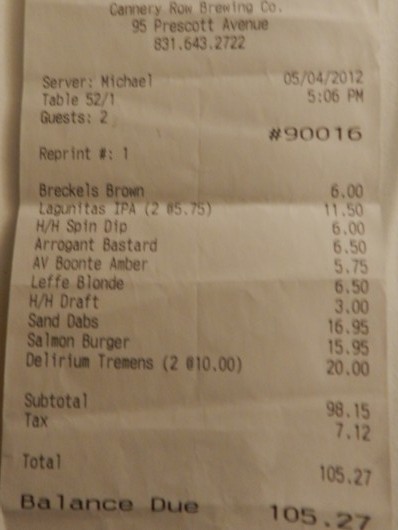 Cannery Row Brewing Co.
95 Prescott Avenue
831.643.2722
Server: Michael 05/04/2012
Table 52/1 5:06 PM
Guests: 2
#90016
Reprint #: 1
Breckels Brown 6.00
Lagunitas IPA (2 @5.75) 11.50
H/H Spin Dip 6.00
Arrogant Bastard 6.50
AV Boonte Amber 5.75
Leffe Blonde 6.50
H/H Draft 3.00
Sand Dabs 16.95
Salmon Burger 15.95
Delirium Tremens (2 @10.00) 20.00
Subtotal 98.15
Tax 7.12
Total 105.27
Balance Due 105.27